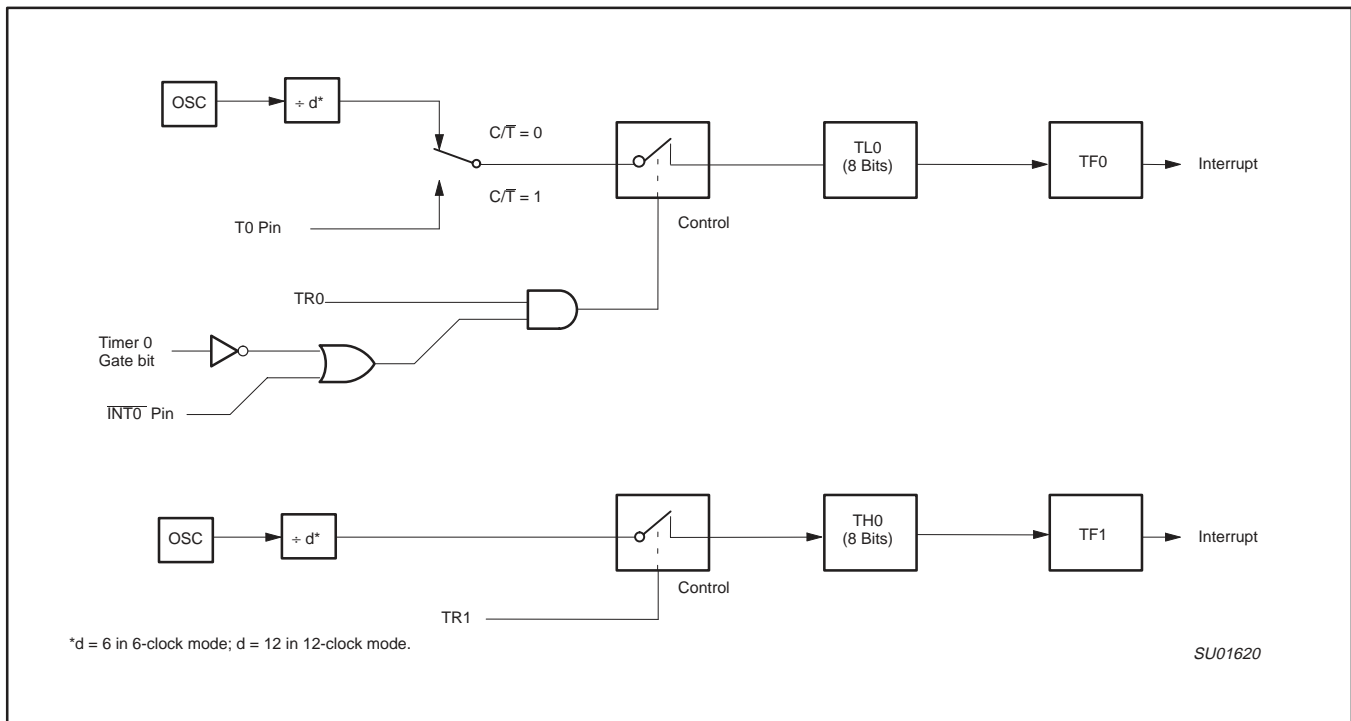 OSC
÷ d*
C/T̅ = 0
TL0
(8 Bits)
TF0
Interrupt
C/T̅ = 1
T0 Pin
Control
TR0
Timer 0
Gate bit
I̅N̅T̅0̅ Pin
OSC
÷ d*
TH0
(8 Bits)
TF1
Interrupt
Control
TR1
*d = 6 in 6-clock mode; d = 12 in 12-clock mode.
SU01620